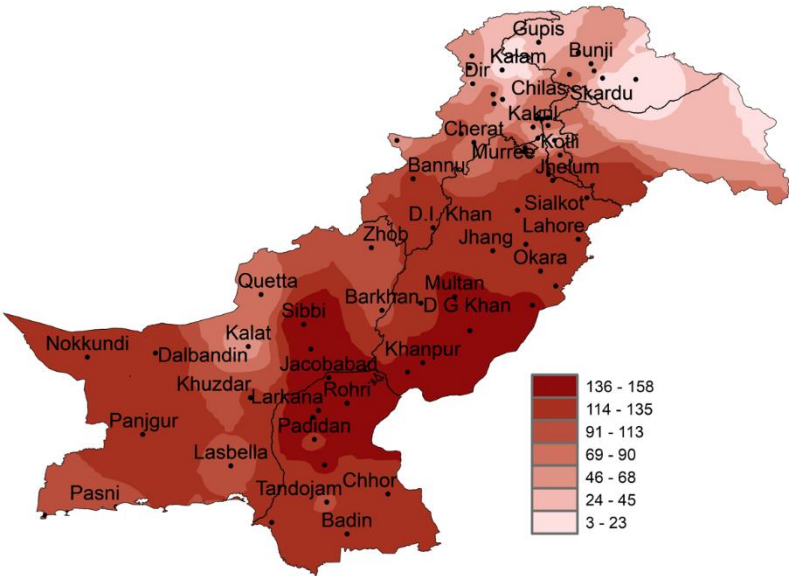 Gupis
Bunji
Kalam
Dir
Chilas
Skardu
Kakul
Cherat
Kotli
Murree
Bannu
Jhelum
Sialkot
D.I. Khan
Lahore
Zhob
Jhang
Okara
Quetta
Multan
Barkhan
D G Khan
Sibbi
Kalat
Nokkundi
Dalbandin
Khanpur
Jacobabad
Khuzdar
Rohri
Larkana
Padidan
Panjgur
Lasbella
Chhor
Pasni
Tandojam
Badin
136 - 158
114 - 135
91 - 113
69 - 90
46 - 68
24 - 45
3 - 23